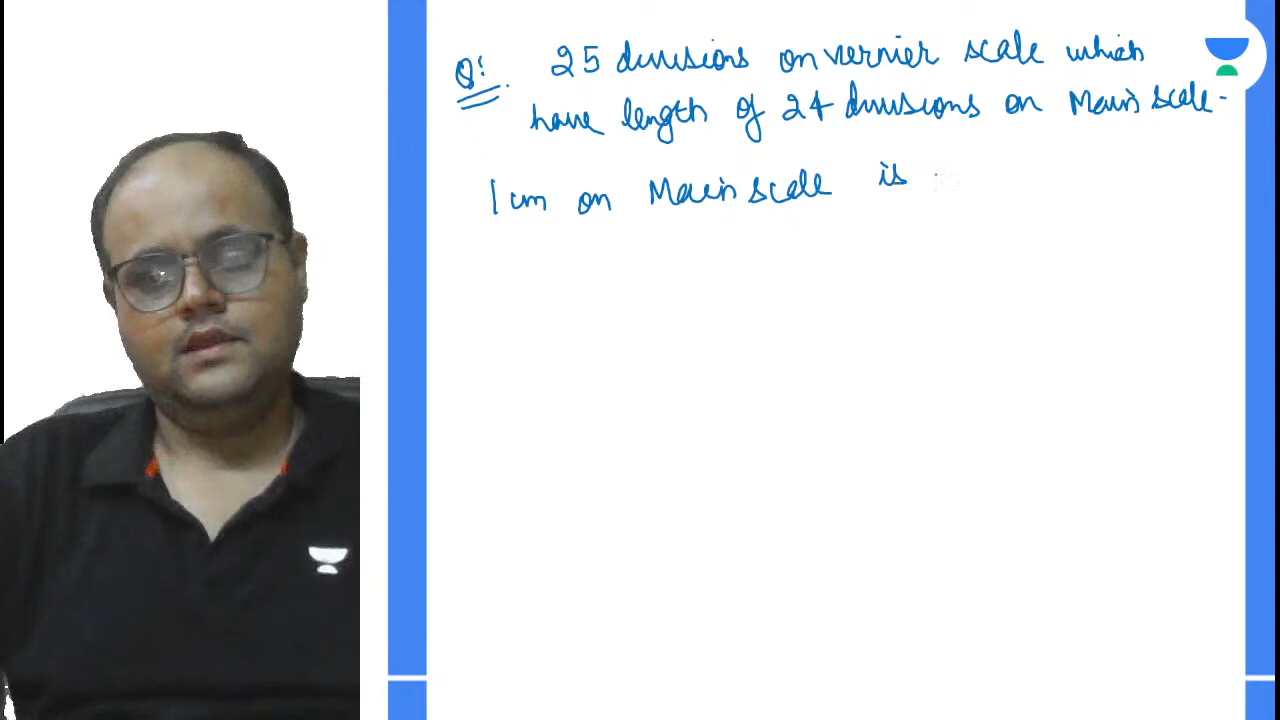 Q: 25 divisions on vernier scale which
have length of 24 divisions on Main scale.
1 cm on Main scale is